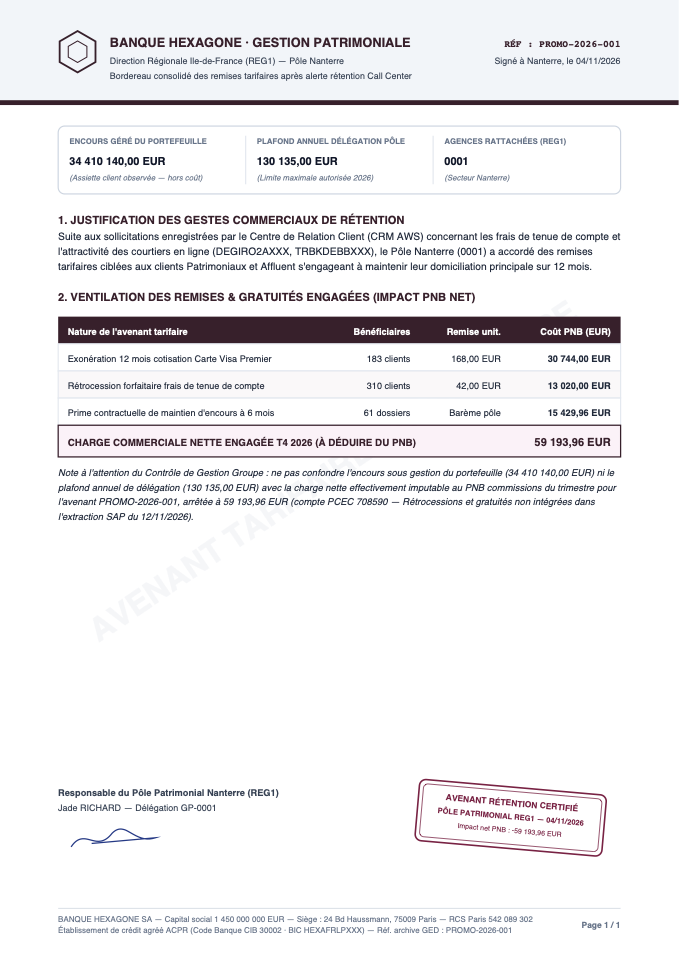 BANQUE HEXAGONE · GESTION PATRIMONIALE
RÉF : PROMO-2026-001
Direction Régionale Ile-de-France (REG1) — Pôle Nanterre
Signé à Nanterre, le 04/11/2026
Bordereau consolidé des remises tarifaires après alerte rétention Call Center
ENCOURS GÉRÉ DU PORTEFEUILLE
34 410 140,00 EUR
(Assiette client observée — hors coût)
PLAFOND ANNUEL DÉLÉGATION PÔLE
130 135,00 EUR
(Limite maximale autorisée 2026)
AGENCES RATTACHÉES (REG1)
0001
(Secteur Nanterre)
1. JUSTIFICATION DES GESTES COMMERCIAUX DE RÉTENTION
Suite aux sollicitations enregistrées par le Centre de Relation Client (CRM AWS) concernant les frais de tenue de compte et
l'attractivité des courtiers en ligne (DEGIRO2AXXX, TRBKDEBBXXX), le Pôle Nanterre (0001) a accordé des remises
tarifaires ciblées aux clients Patrimoniaux et Affluent s'engageant à maintenir leur domiciliation principale sur 12 mois.
2. VENTILATION DES REMISES & GRATUITÉS ENGAGÉES (IMPACT PNB NET)
Nature de l'avenant tarifaire Bénéficiaires Remise unit. Coût PNB (EUR)
Exonération 12 mois cotisation Carte Visa Premier 183 clients 168,00 EUR 30 744,00 EUR
Rétrocession forfaitaire frais de tenue de compte 310 clients 42,00 EUR 13 020,00 EUR
Prime contractuelle de maintien d'encours à 6 mois 61 dossiers Barème pôle 15 429,96 EUR
CHARGE COMMERCIALE NETTE ENGAGÉE T4 2026 (À DÉDUIRE DU PNB) 59 193,96 EUR
Note à l'attention du Contrôle de Gestion Groupe : ne pas confondre l'encours sous gestion du portefeuille (34 410 140,00 EUR) ni le
plafond annuel de délégation (130 135,00 EUR) avec la charge nette effectivement imputable au PNB commissions du trimestre pour
l'avenant PROMO-2026-001, arrêtée à 59 193,96 EUR (compte PCEC 708590 — Rétrocessions et gratuités non intégrées dans
l'extraction SAP du 12/11/2026).
AVENANT
Responsable du Pôle Patrimonial Nanterre (REG1)
Jade RICHARD — Délégation GP-0001
AVENANT RÉTENTION CERTIFIÉ
PÔLE PATRIMONIAL REG1 — 04/11/2026
Impact net PNB : -59 193,96 EUR
BANQUE HEXAGONE SA — Capital social 1 450 000 000 EUR — Siège : 24 Bd Haussmann, 75009 Paris — RCS Paris 542 089 302
Établissement de crédit agréé ACPR (Code Banque CIB 30002 · BIC HEXAFRLPXXX) — Réf. archive GED : PROMO-2026-001
Page 1 / 1